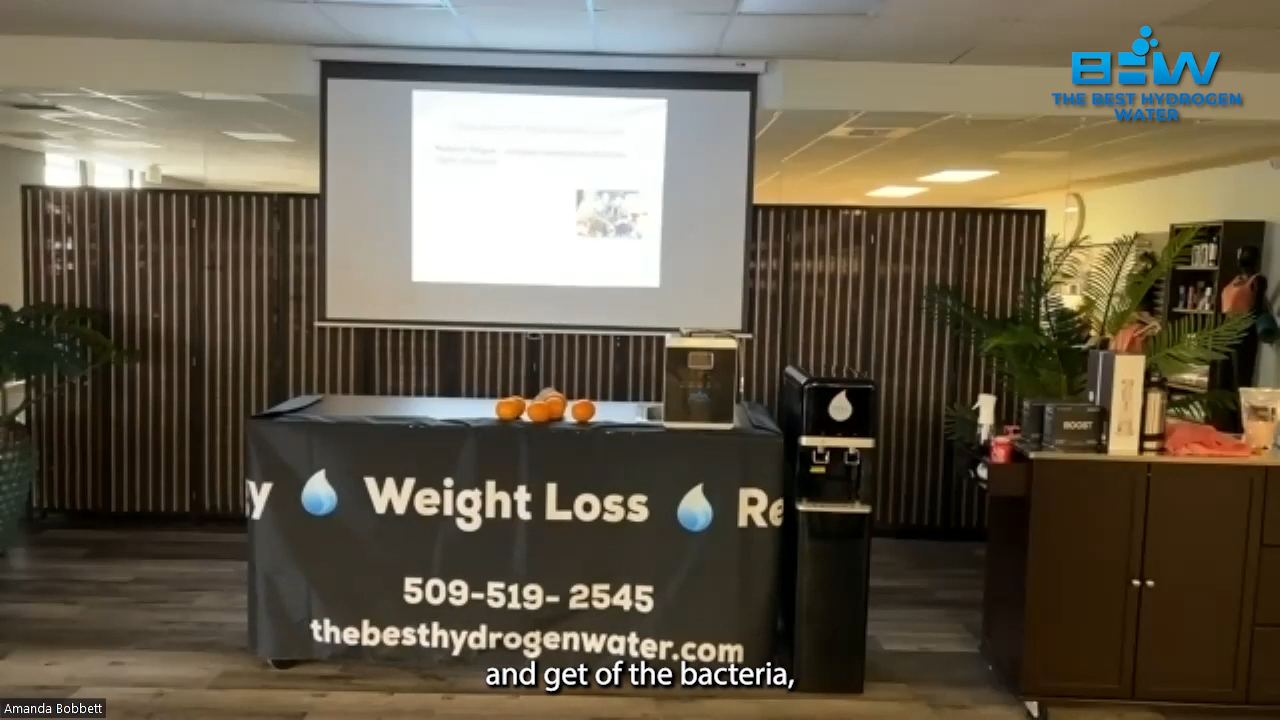 BHW
THE BEST HYDROGEN
WATER
BOOST
y Weight Loss Re
509-519- 2545
thebesthydrogenwater.com
and get of the bacteria,
Amanda Bobbett